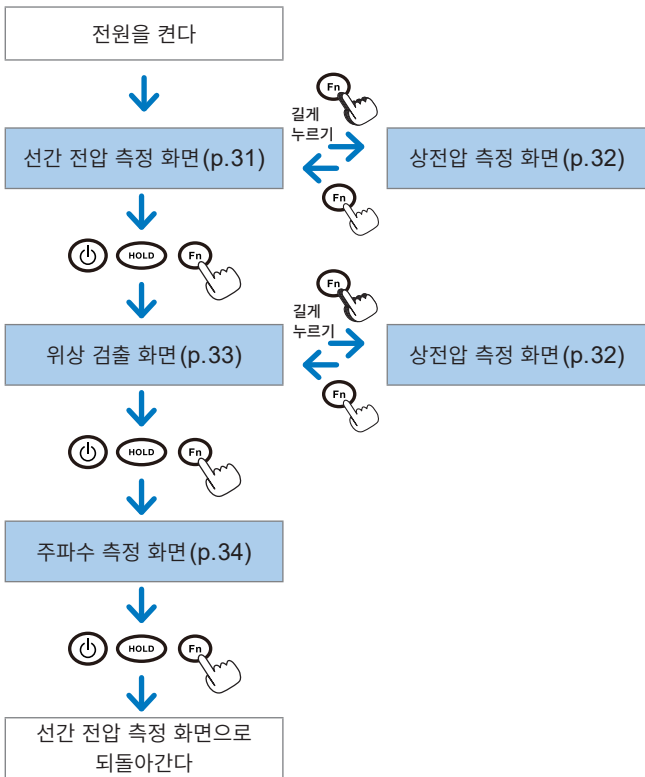 전원을 켠다
Fn
길게
누르기
선간 전압 측정 화면(p.31)
상전압 측정 화면(p.32)
Fn
HOLD
Fn
Fn
길게
누르기
위상 검출 화면(p.33)
상전압 측정 화면(p.32)
Fn
HOLD
Fn
주파수 측정 화면(p.34)
HOLD
Fn
선간 전압 측정 화면으로
되돌아간다